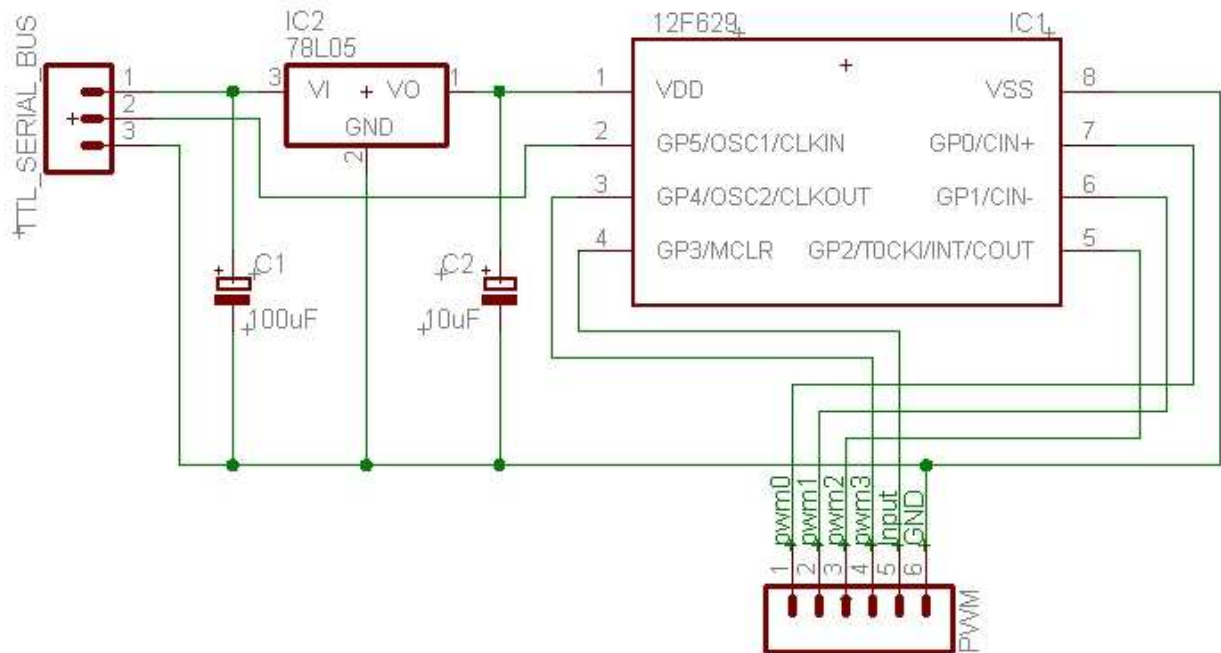 TTL_SERIAL_BUS
1
2
3
IC2
78L05
3
VI
VO
1
GND
2
C1
100uF
C2
10uF
12F629
IC1
1
VDD
VSS
8
2
GP5/OSC1/CLKIN
GP0/CIN+
7
3
GP4/OSC2/CLKOUT
GP1/CIN-
6
4
GP3/MCLR
GP2/T0CKI/INT/COUT
5
pwm0
pwm1
pwm2
pwm3
Input
GND
1
2
3
4
5
6
PWM